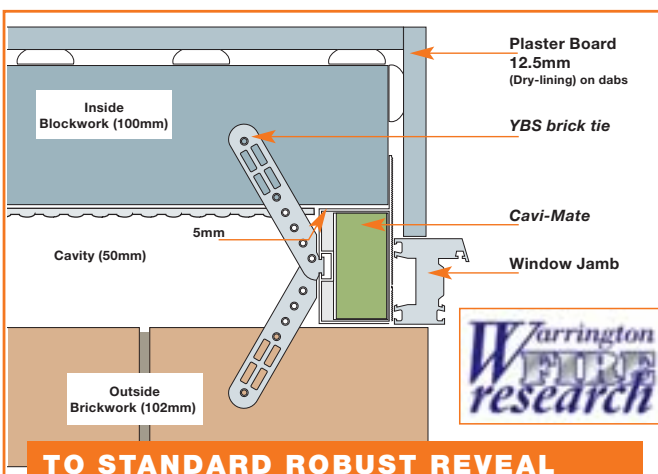 Plaster Board
12.5mm
(Dry-lining) on dabs
Inside
Blockwork (100mm)
YBS brick tie
5mm
Cavi-Mate
Cavity (50mm)
Window Jamb
Warrington
FIRE
research
Outside
Brickwork (102mm)
TO STANDARD ROBUST REVEAL